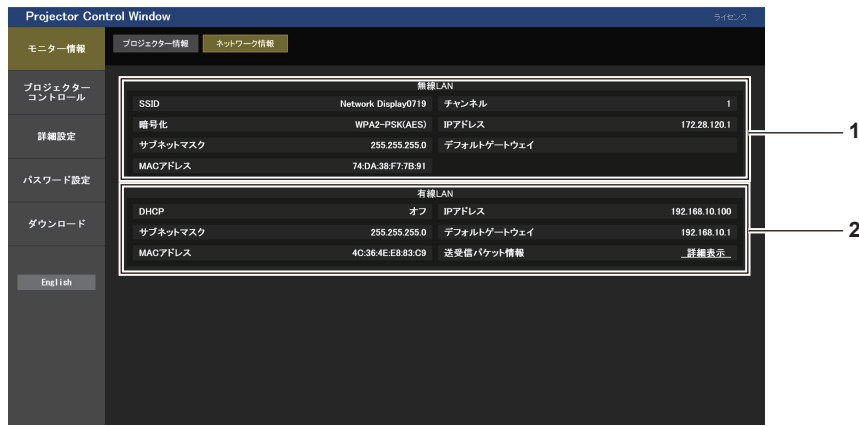 Projector Control Window
ライセンス
モニター情報
プロジェクター情報
ネットワーク情報
プロジェクター
コントロール
詳細設定
パスワード設定
ダウンロード
English
無線LAN
SSID Network Display0719 チャンネル 1
暗号化 WPA2-PSK(AES) IPアドレス 172.28.120.1
サブネットマスク 255.255.255.0 デフォルトゲートウェイ
MACアドレス 74:DA:38:F7:7B:91
1
有線LAN
DHCP オフ IPアドレス 192.168.10.100
サブネットマスク 255.255.255.0 デフォルトゲートウェイ 192.168.10.1
MACアドレス 4C:36:4E:E8:83:C9 送受信パケット情報 詳細表示
2